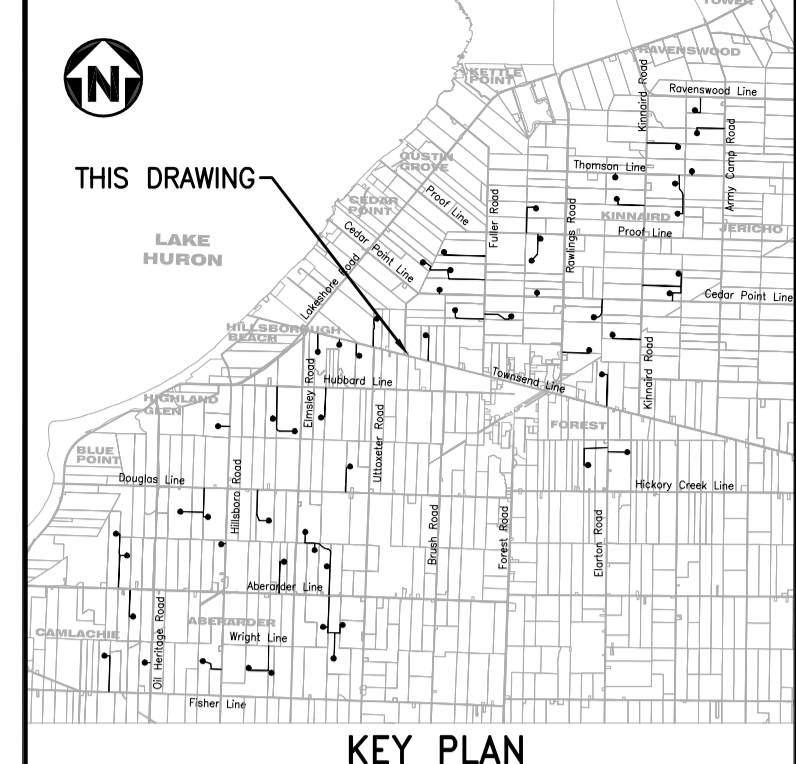 TOWER
RAVENSWOOD
KETTLE
POINT
Ravenswood Line
Kinnaird Road
N
Army Camp Road
GUSTIN
GROVE
Thomson Line
THIS DRAWING
Proof Line
CEDAR
POINT
Fuller Road
Rawlings Road
KINNAIRD
Proof Line
JERICHO
LAKE
HURON
Cedar Point Line
Lakeshore Road
Cedar Point Line
HILLSBOROUGH
BEACH
Elmsley Road
Hubbard Line
Townsend Line
Kinnaird Road
HIGHLAND
GLEN
Uttoxeter Road
FOREST
BLUE
POINT
Douglas Line
Hillsboro Road
Hickory Creek Line
Brush Road
Forest Road
Elarton Road
Aberarder Line
Oil Heritage Road
ABERARDER
CAMLACHIE
Wright Line
Fisher Line
KEY PLAN